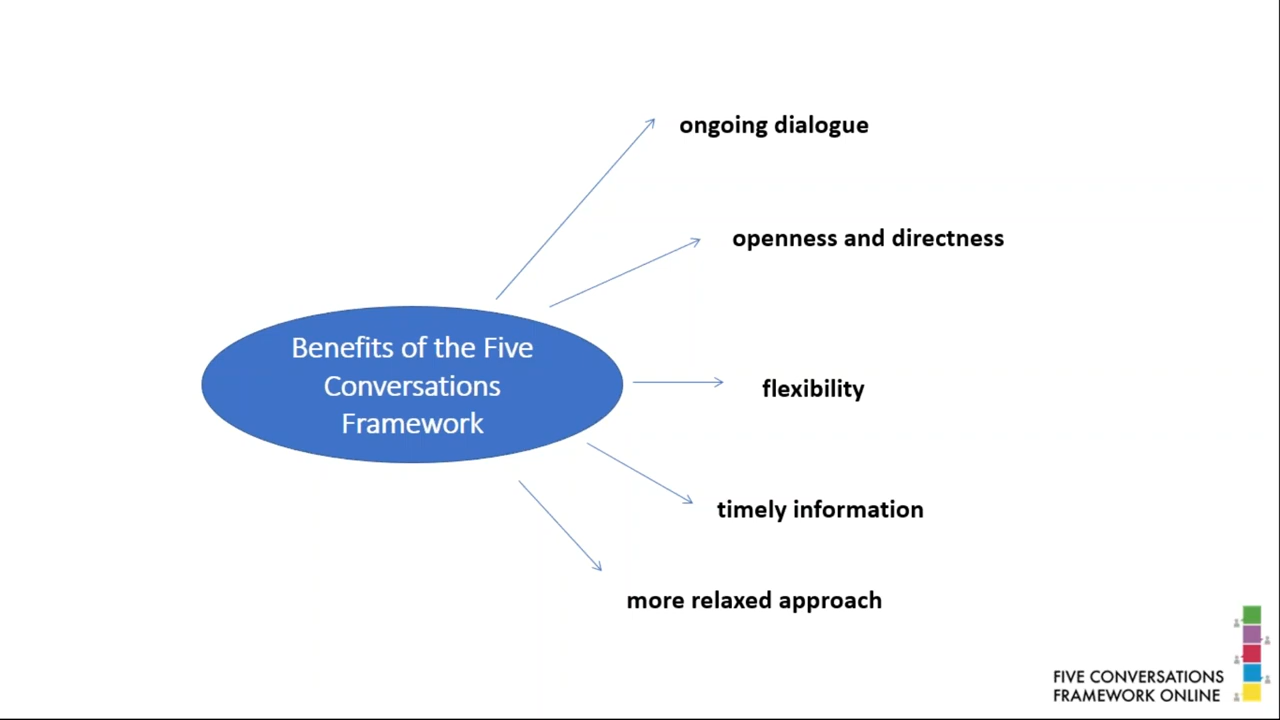 ongoing dialogue
openness and directness
Benefits of the Five
Conversations
Framework
flexibility
timely information
more relaxed approach
FIVE CONVERSATIONS
FRAMEWORK ONLINE